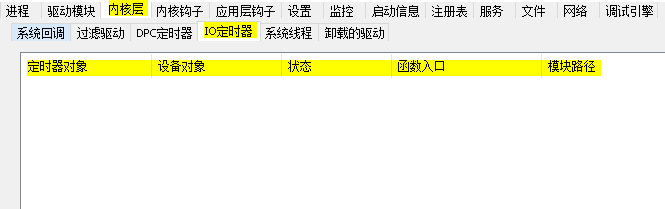 进程 驱动模块 内核层 内核钩子 应用层钩子 设置 监控 启动信息 注册表 服务 文件 网络 调试引擎
系统回调 过滤驱动 DPC定时器 IO定时器 系统线程 卸载的驱动
定时器对象 设备对象 状态 函数入口 模块路径